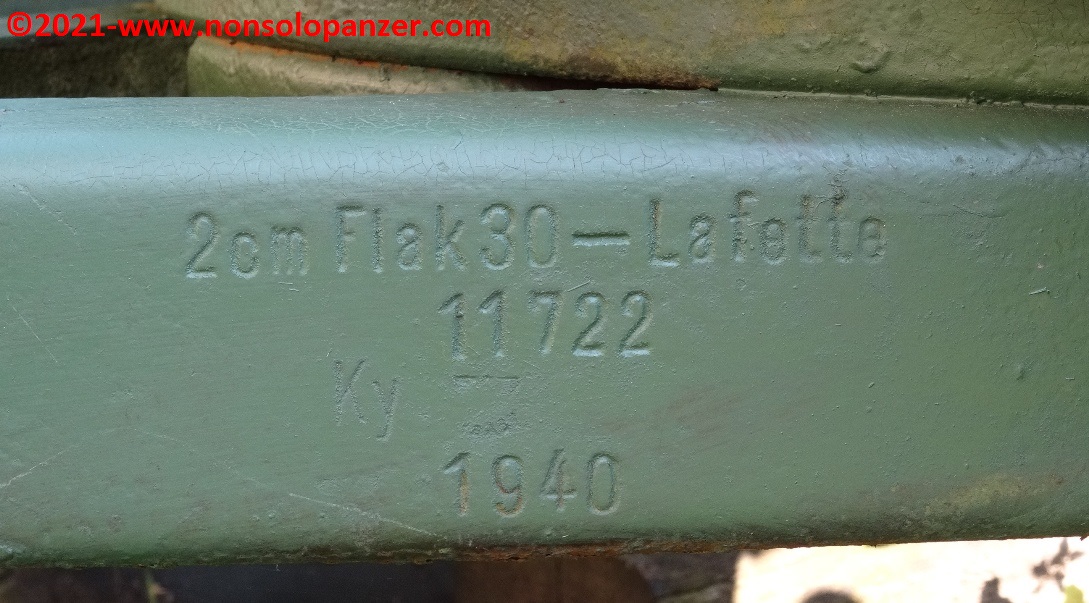 ©2021-www.nonsolopanzer.com
2cm Flak30—Lafette
11722
Ky
1940